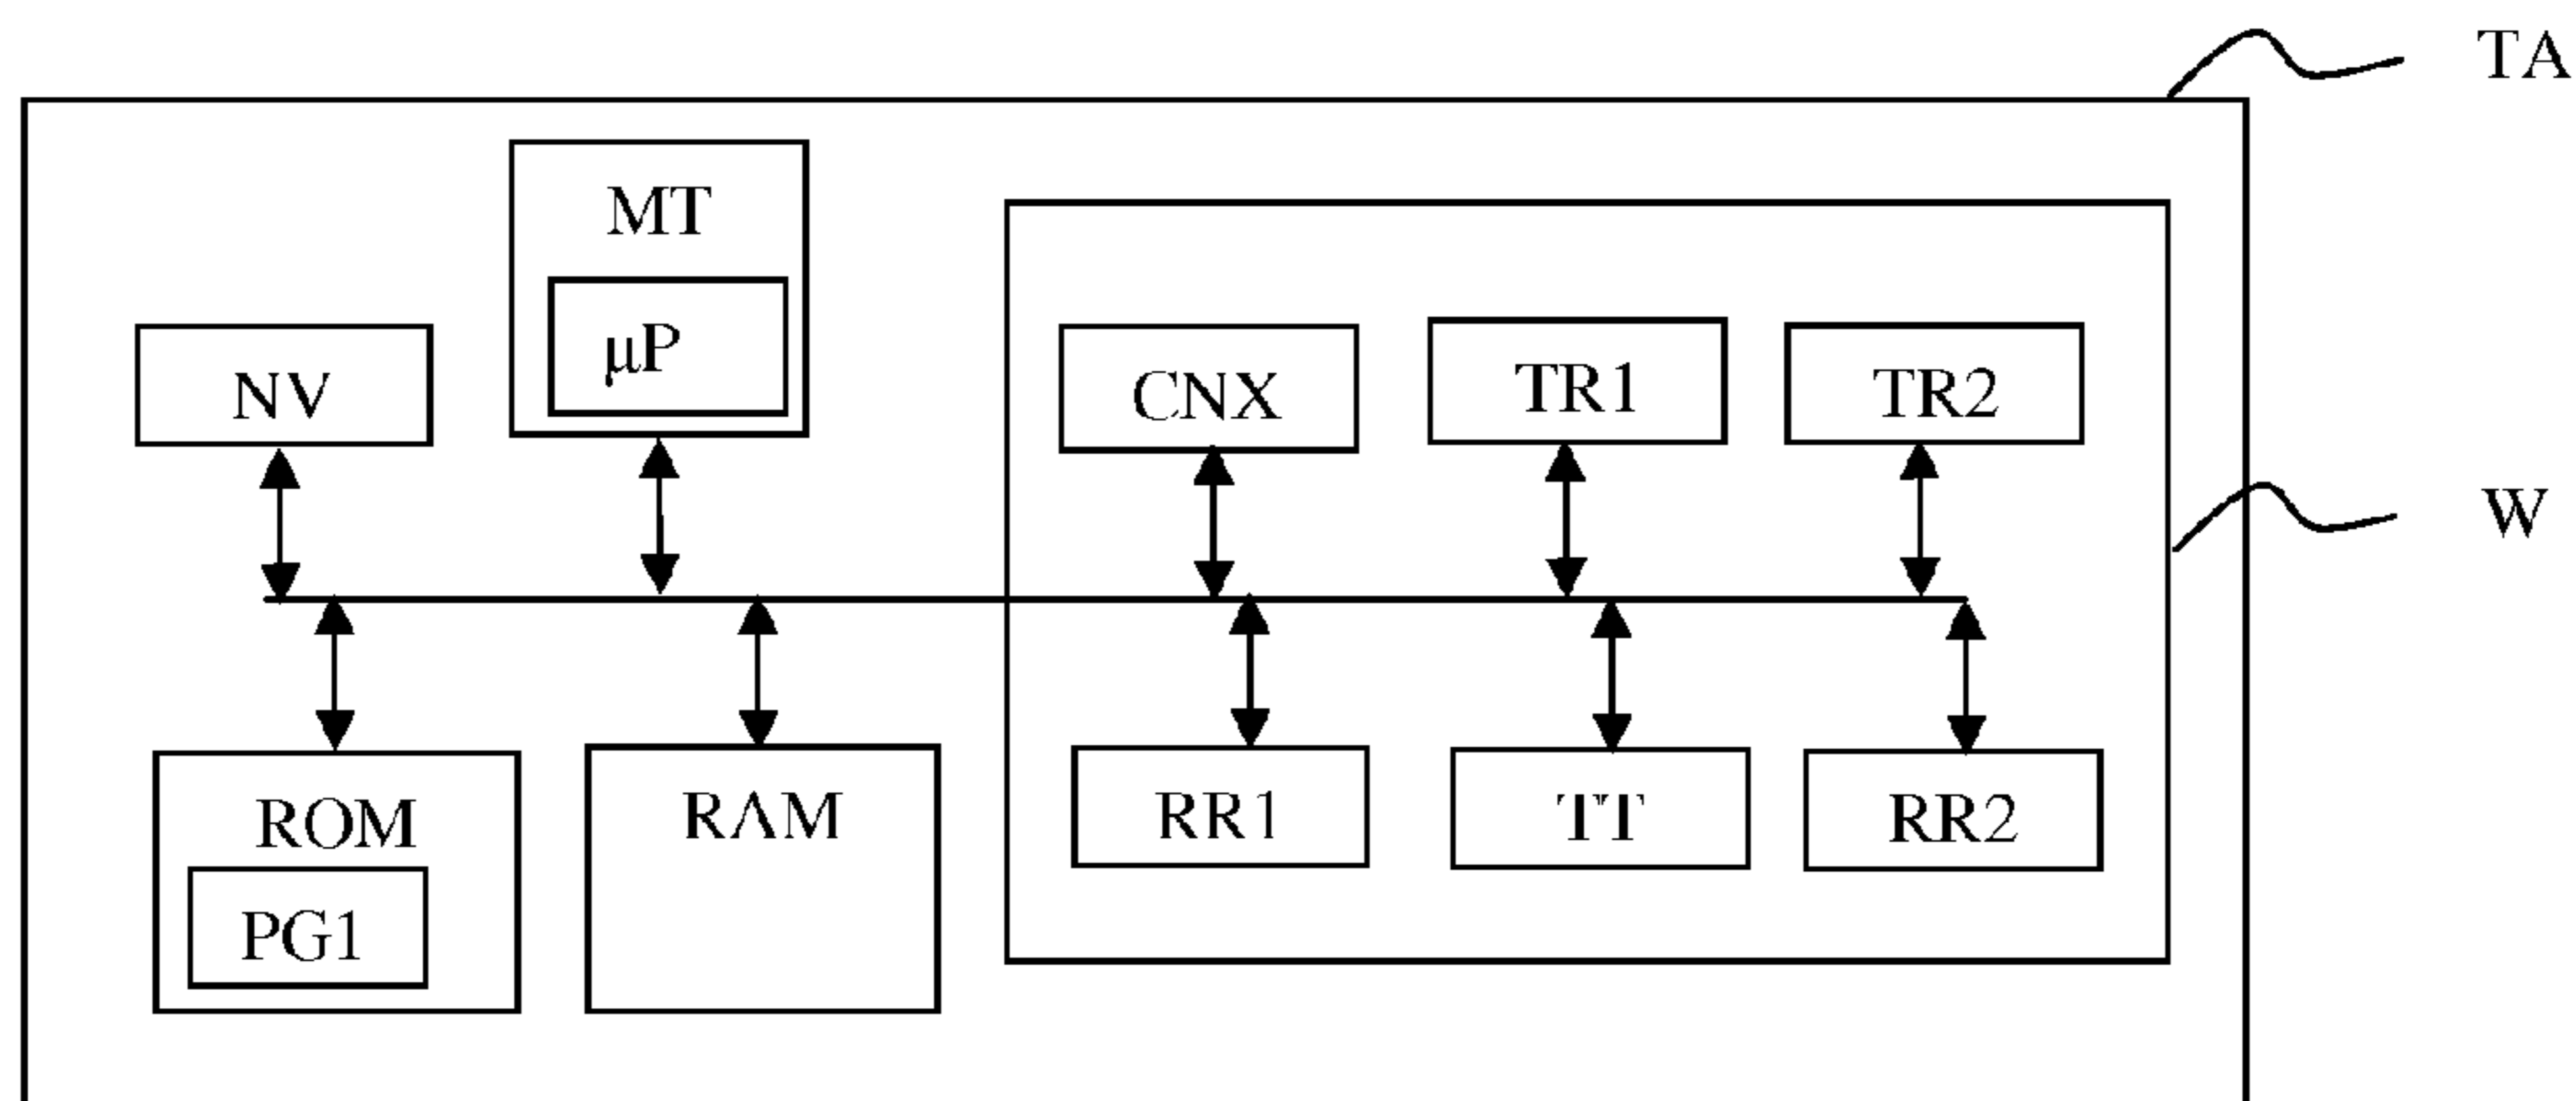 TA
MT
μP
NV
CNX
TR1
TR2
W
ROM
RAM
RR1
TT
RR2
PG1